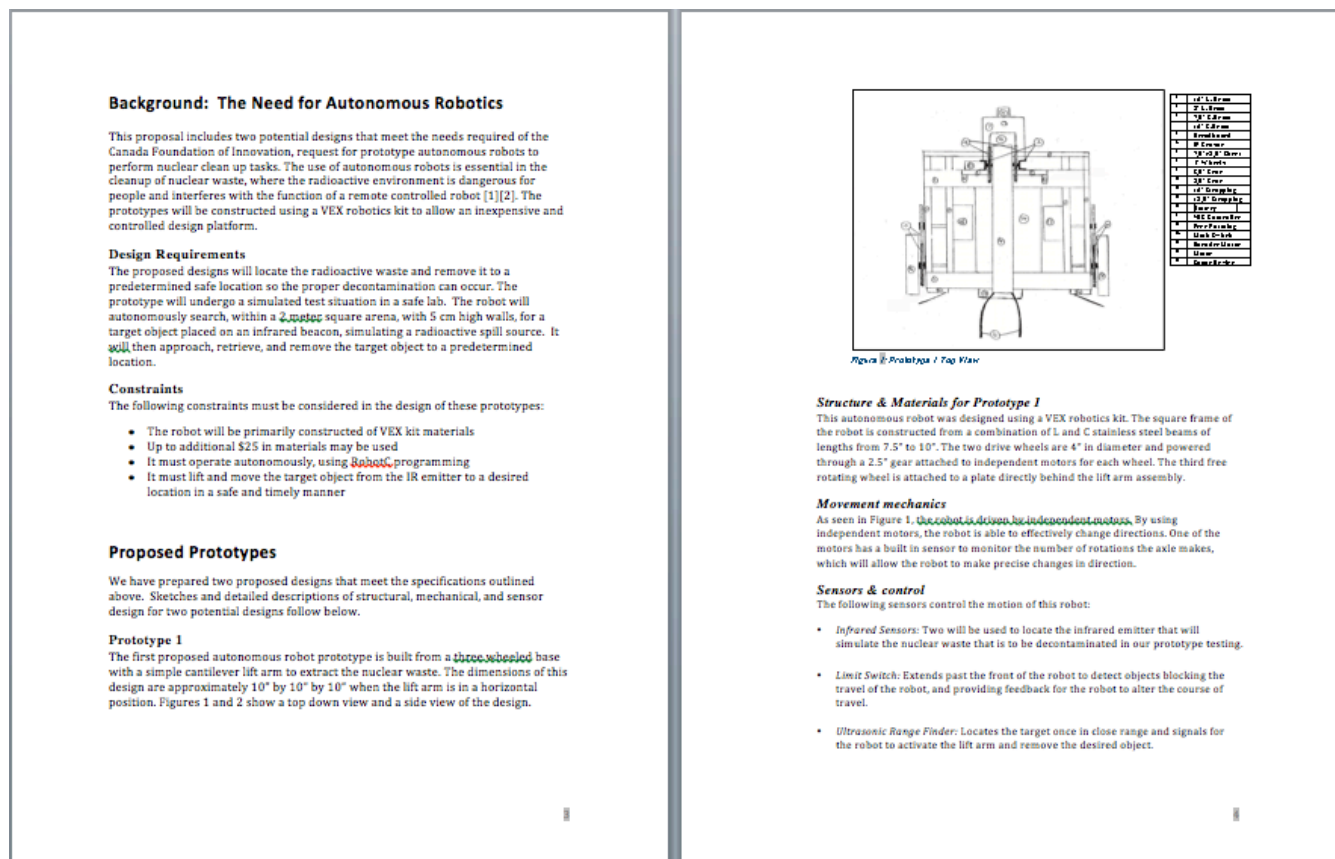 Background: The Need for Autonomous Robotics
This proposal includes two potential designs that meet the needs required of the
Canada Foundation of Innovation, request for prototype autonomous robots to
perform nuclear clean up tasks. The use of autonomous robots is essential in the
cleanup of nuclear waste, where the radioactive environment is dangerous for
people and interferes with the function of a remote controlled robot [1][2]. The
prototypes will be constructed using a VEX robotics kit to allow an inexpensive and
controlled design platform.
Design Requirements
The proposed designs will locate the radioactive waste and remove it to a
predetermined safe location so the proper decontamination can occur. The
prototype will undergo a simulated test situation in a safe lab. The robot will
autonomously search, within a 2 meter square arena, with 5 cm high walls, for a
target object placed on an infrared beacon, simulating a radioactive spill source. It
will then approach, retrieve, and remove the target object to a predetermined
location.
Constraints
The following constraints must be considered in the design of these prototypes:
• The robot will be primarily constructed of VEX kit materials
• Up to additional $25 in materials may be used
• It must operate autonomously, using RobotC programming
• It must lift and move the target object from the IR emitter to a desired
location in a safe and timely manner
Proposed Prototypes
We have prepared two proposed designs that meet the specifications outlined
above. Sketches and detailed descriptions of structural, mechanical, and sensor
design for two potential designs follow below.
Prototype 1
The first proposed autonomous robot prototype is built from a three wheeled base
with a simple cantilever lift arm to extract the nuclear waste. The dimensions of this
design are approximately 10" by 10" by 10" when the lift arm is in a horizontal
position. Figures 1 and 2 show a top down view and a side view of the design.
Figure 1: Prototype 1 Top View
Structure & Materials for Prototype 1
This autonomous robot was designed using a VEX robotics kit. The square frame of
the robot is constructed from a combination of L and C stainless steel beams of
lengths from 7.5" to 10". The two drive wheels are 4" in diameter and powered
through a 2.5" gear attached to independent motors for each wheel. The third free
rotating wheel is attached to a plate directly behind the lift arm assembly.
Movement mechanics
As seen in Figure 1, the robot is driven by independent motors. By using
independent motors, the robot is able to effectively change directions. One of the
motors has a built in sensor to monitor the number of rotations the axle makes,
which will allow the robot to make precise changes in direction.
Sensors & control
The following sensors control the motion of this robot:
• Infrared Sensors: Two will be used to locate the infrared emitter that will
simulate the nuclear waste that is to be decontaminated in our prototype testing.
• Limit Switch: Extends past the front of the robot to detect objects blocking the
travel of the robot, and providing feedback for the robot to alter the course of
travel.
• Ultrasonic Range Finder: Locates the target once in close range and signals for
the robot to activate the lift arm and remove the desired object.